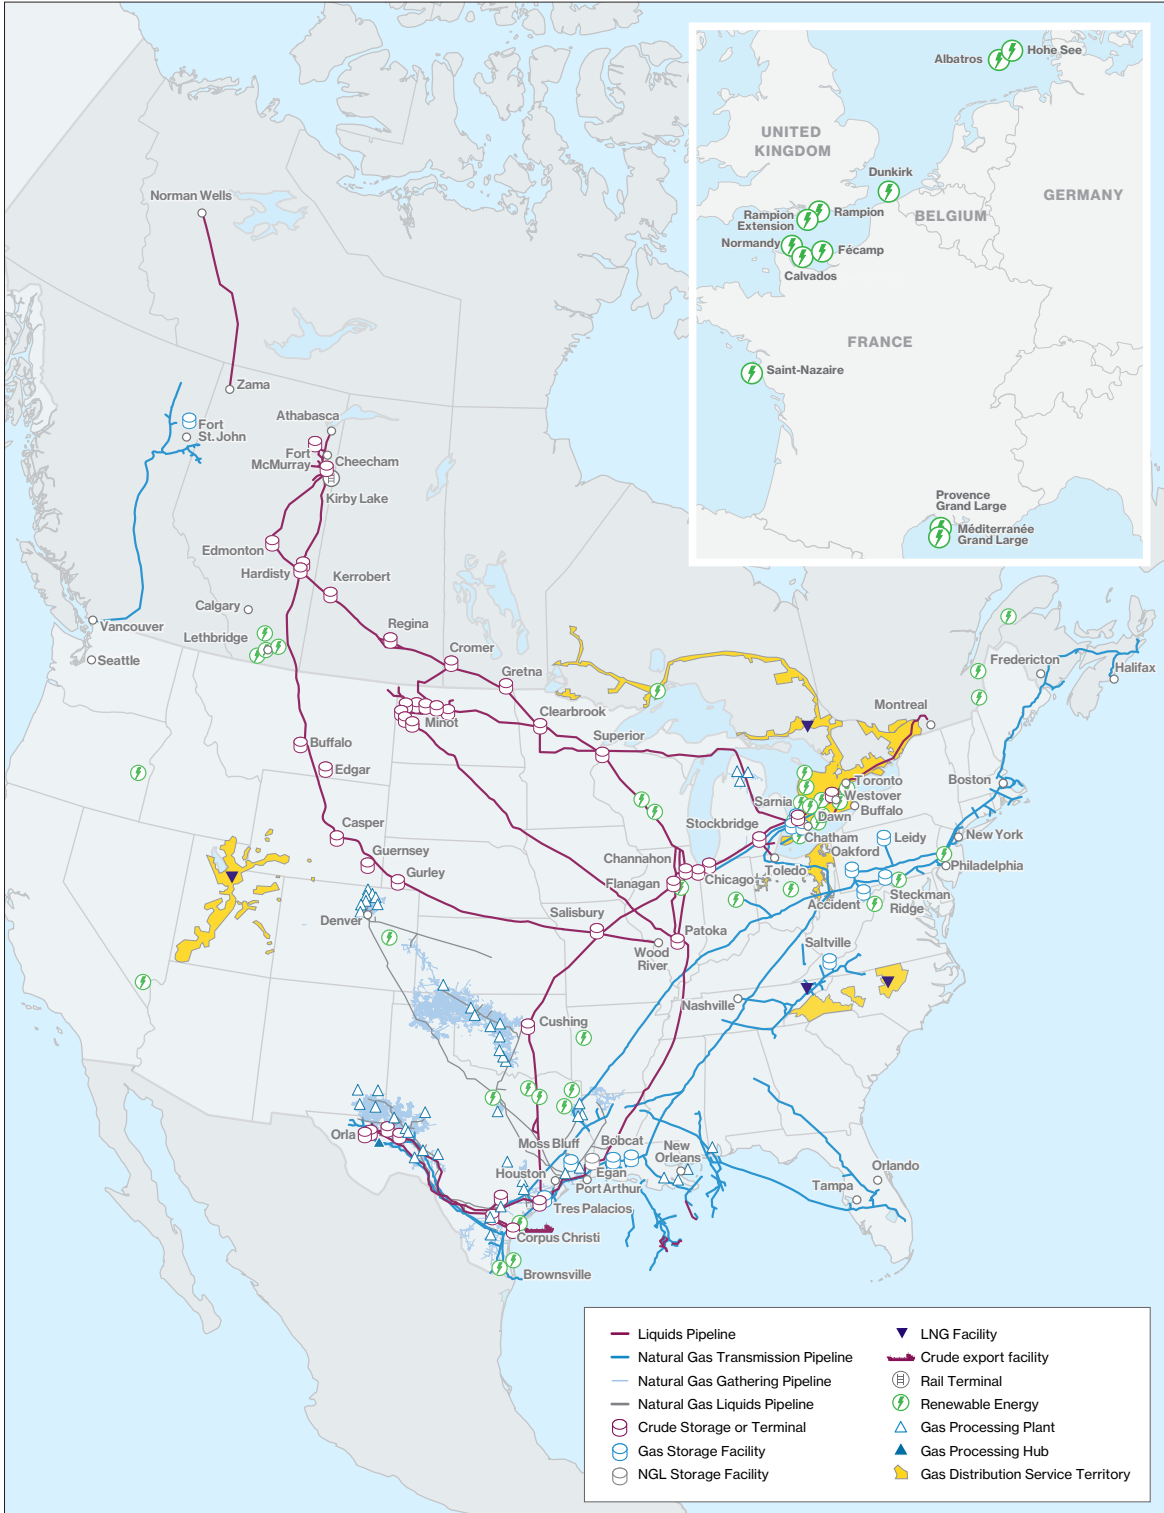 Albatros
Hohe See
UNITED
KINGDOM
Dunkirk
Rampion
Extension
Rampion
BELGIUM
GERMANY
Normandy
Fécamp
Calvados
FRANCE
Saint-Nazaire
Provence
Grand Large
Méditerranée
Grand Large
Norman Wells
Zama
Athabasca
Fort
St. John
Fort
McMurray
Cheecham
Kirby Lake
Edmonton
Hardisty
Kerrobert
Calgary
Vancouver
Lethbridge
Regina
Seattle
Cromer
Gretna
Fredericton
Halifax
Montreal
Minot
Clearbrook
Superior
Buffalo
Edgar
Boston
Toronto
Sarnia
Westover
Buffalo
Stockbridge
Dawn
Casper
Chatham
Leidy
New York
Guernsey
Oakford
Channahon
Philadelphia
Gurley
Flanagan
Chicago
Toledo
Steckman
Ridge
Accident
Denver
Salisbury
Patoka
Saltville
Wood
River
Nashville
Cushing
Orla
Moss Bluff
Bobcat
New
Orleans
Houston
Egan
Port Arthur
Orlando
Tampa
Tres Palacios
Corpus Christi
Brownsville
Liquids Pipeline
Natural Gas Transmission Pipeline
Natural Gas Gathering Pipeline
Natural Gas Liquids Pipeline
Crude Storage or Terminal
Gas Storage Facility
NGL Storage Facility
LNG Facility
Crude export facility
Rail Terminal
Renewable Energy
Gas Processing Plant
Gas Processing Hub
Gas Distribution Service Territory